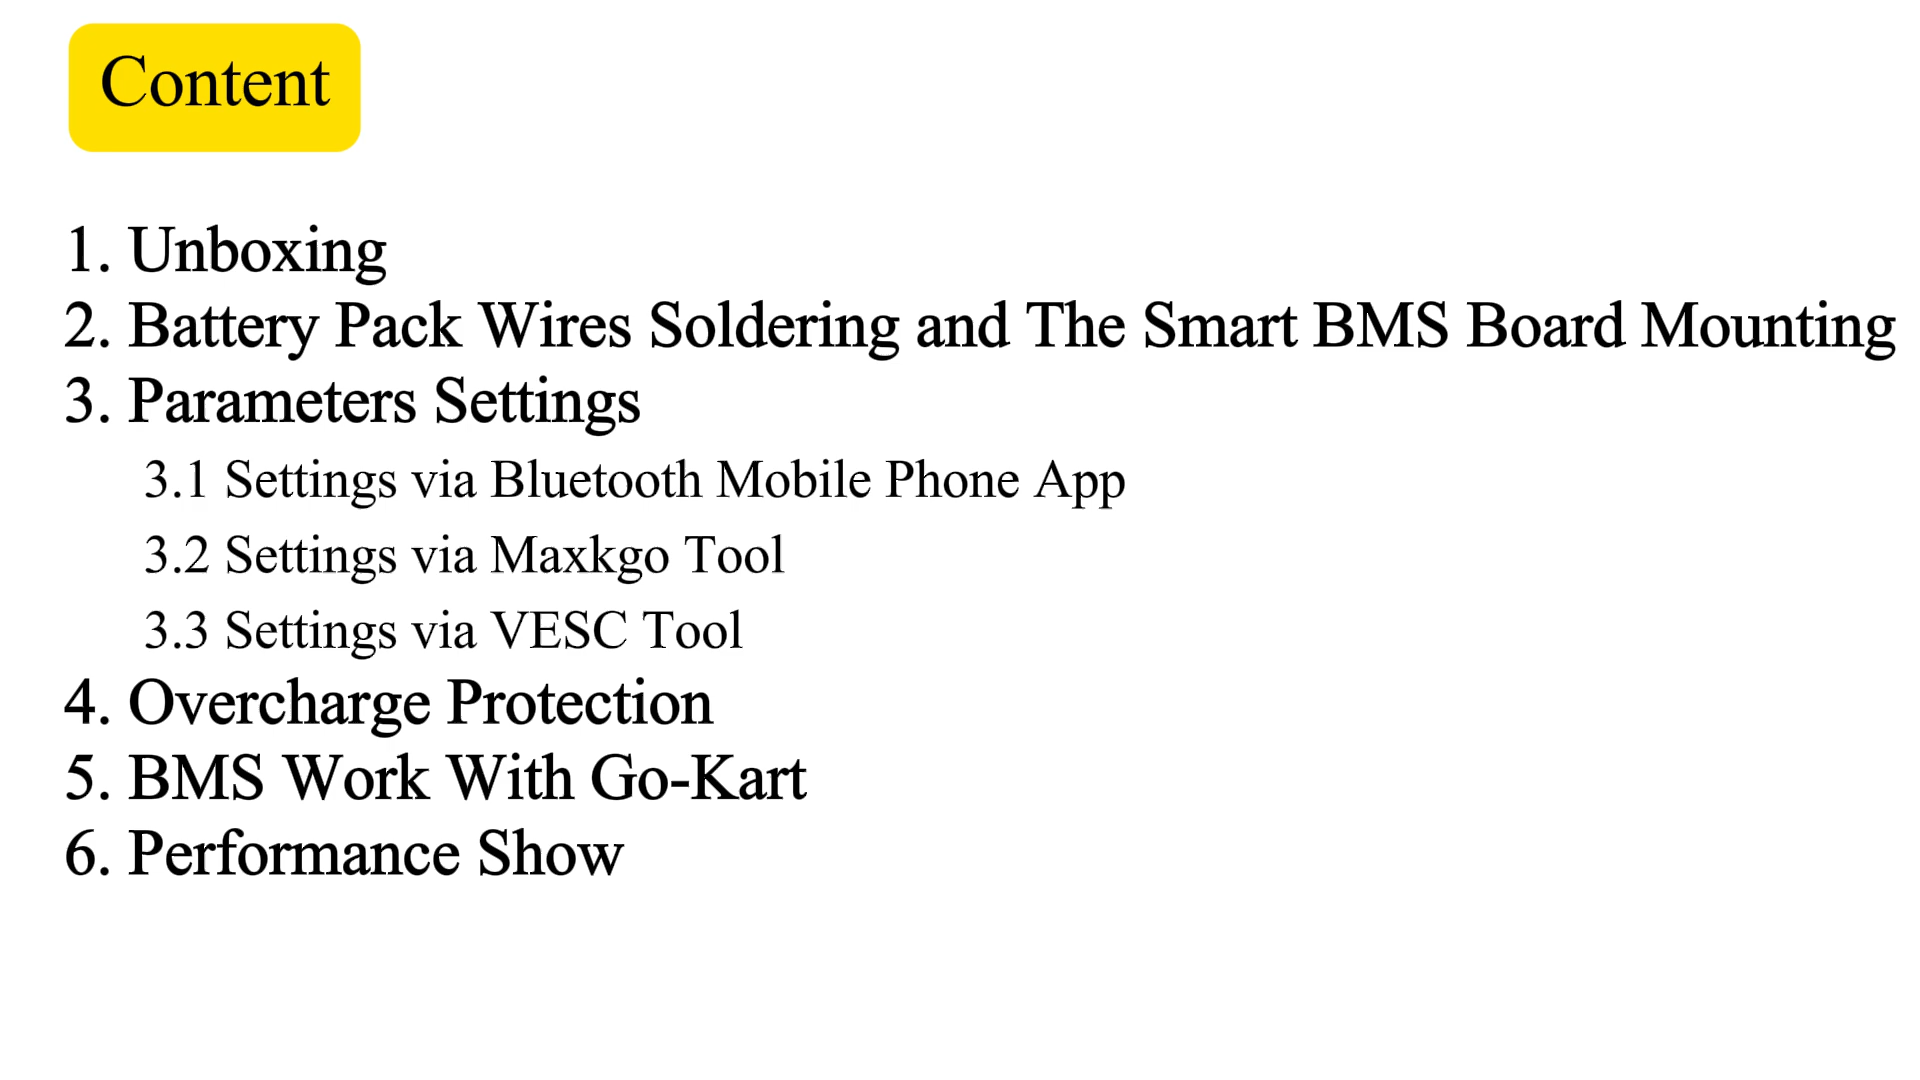 Content
1. Unboxing
2. Battery Pack Wires Soldering and The Smart BMS Board Mounting
3. Parameters Settings
3.1 Settings via Bluetooth Mobile Phone App
3.2 Settings via Maxkgo Tool
3.3 Settings via VESC Tool
4. Overcharge Protection
5. BMS Work With Go-Kart
6. Performance Show